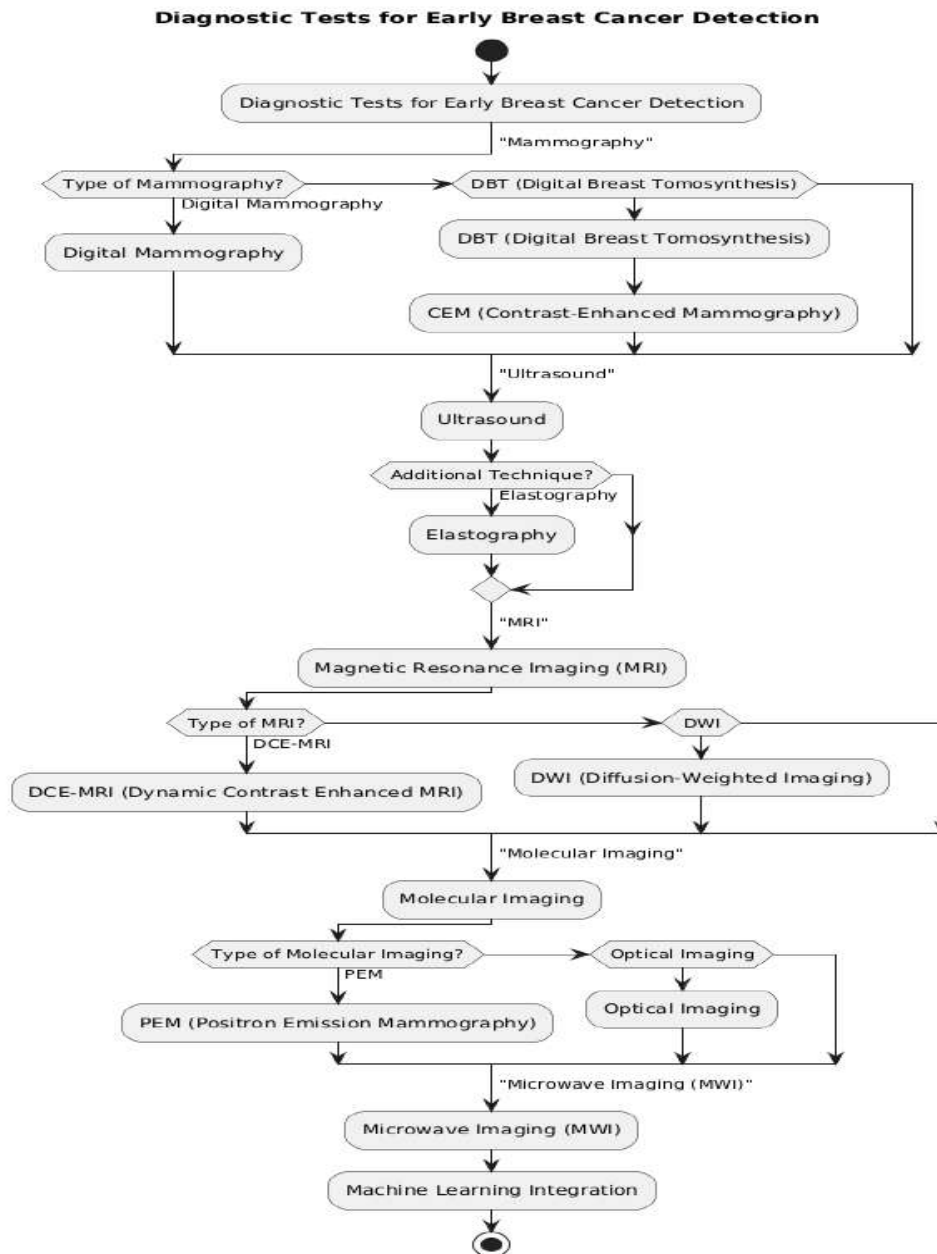 Diagnostic Tests for Early Breast Cancer Detection
Diagnostic Tests for Early Breast Cancer Detection
"Mammography"
Type of Mammography?
DBT (Digital Breast Tomosynthesis)
Digital Mammography
DBT (Digital Breast Tomosynthesis)
Digital Mammography
CEM (Contrast-Enhanced Mammography)
"Ultrasound"
Ultrasound
Additional Technique?
Elastography
Elastography
"MRI"
Magnetic Resonance Imaging (MRI)
Type of MRI?
DWI
DCE-MRI
DWI (Diffusion-Weighted Imaging)
DCE-MRI (Dynamic Contrast Enhanced MRI)
"Molecular Imaging"
Molecular Imaging
Type of Molecular Imaging?
Optical Imaging
PEM
Optical Imaging
PEM (Positron Emission Mammography)
"Microwave Imaging (MWI)"
Microwave Imaging (MWI)
Machine Learning Integration